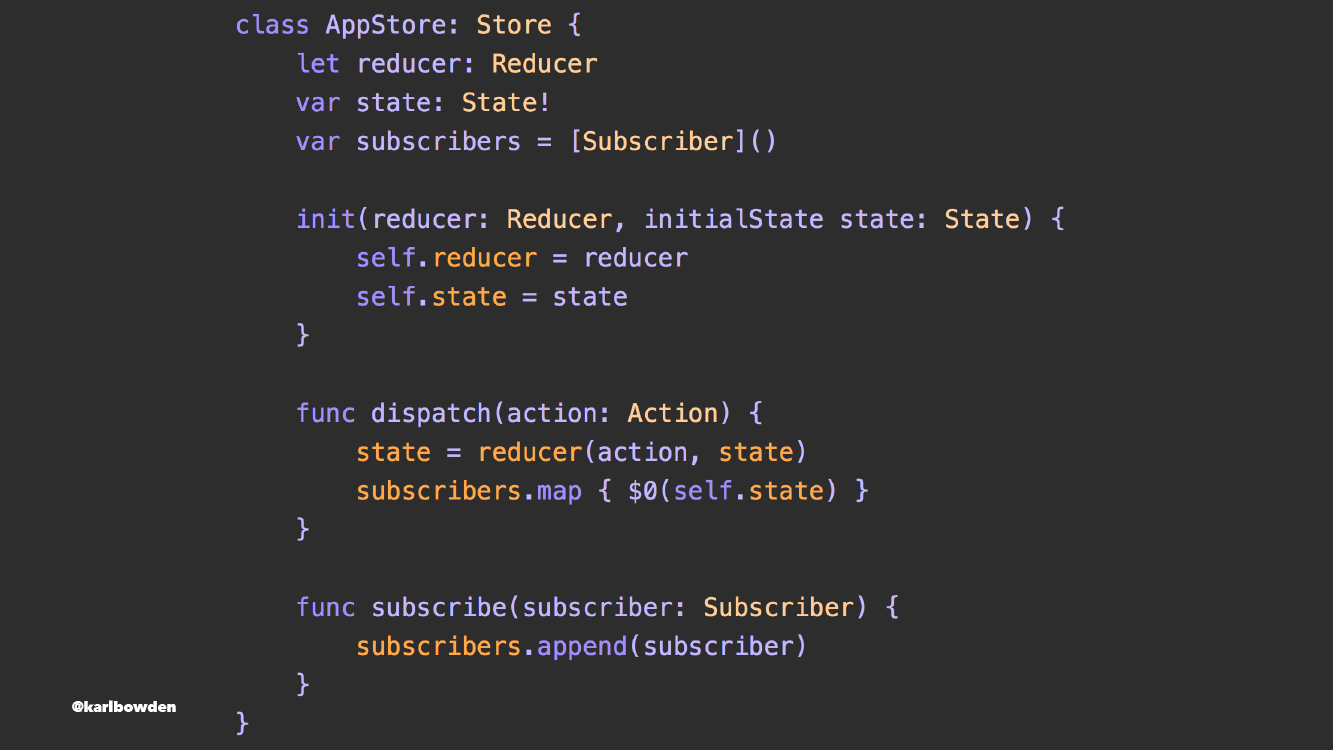 class AppStore: Store {
let reducer: Reducer
var state: State!
var subscribers = [Subscriber]()
init(reducer: Reducer, initialState state: State) {
self.reducer = reducer
self.state = state
}
func dispatch(action: Action) {
state = reducer(action, state)
subscribers.map { $0(self.state) }
}
func subscribe(subscriber: Subscriber) {
subscribers.append(subscriber)
}
@karlbowden
}